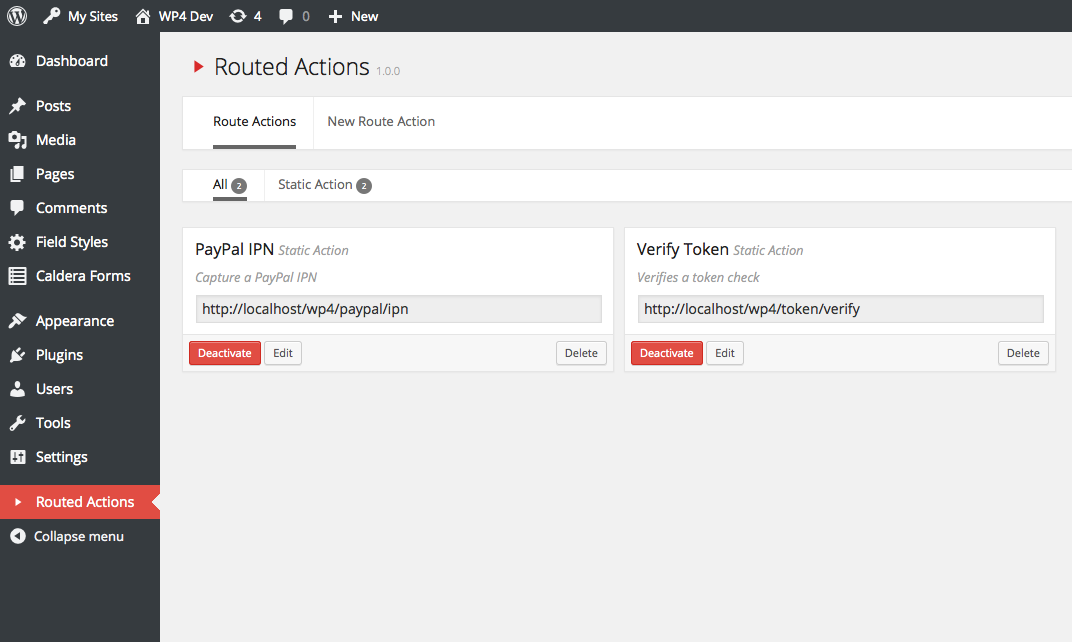 My Sites WP4 Dev 4 0 New
Dashboard
Posts
Media
Pages
Comments
Field Styles
Caldera Forms
Appearance
Plugins
Users
Tools
Settings
Routed Actions
Collapse menu
Routed Actions 1.0.0
Route Actions New Route Action
All 2 Static Action 2
PayPal IPN Static Action
Capture a PayPal IPN
http://localhost/wp4/paypal/ipn
Deactivate Edit Delete
Verify Token Static Action
Verifies a token check
http://localhost/wp4/token/verify
Deactivate Edit Delete